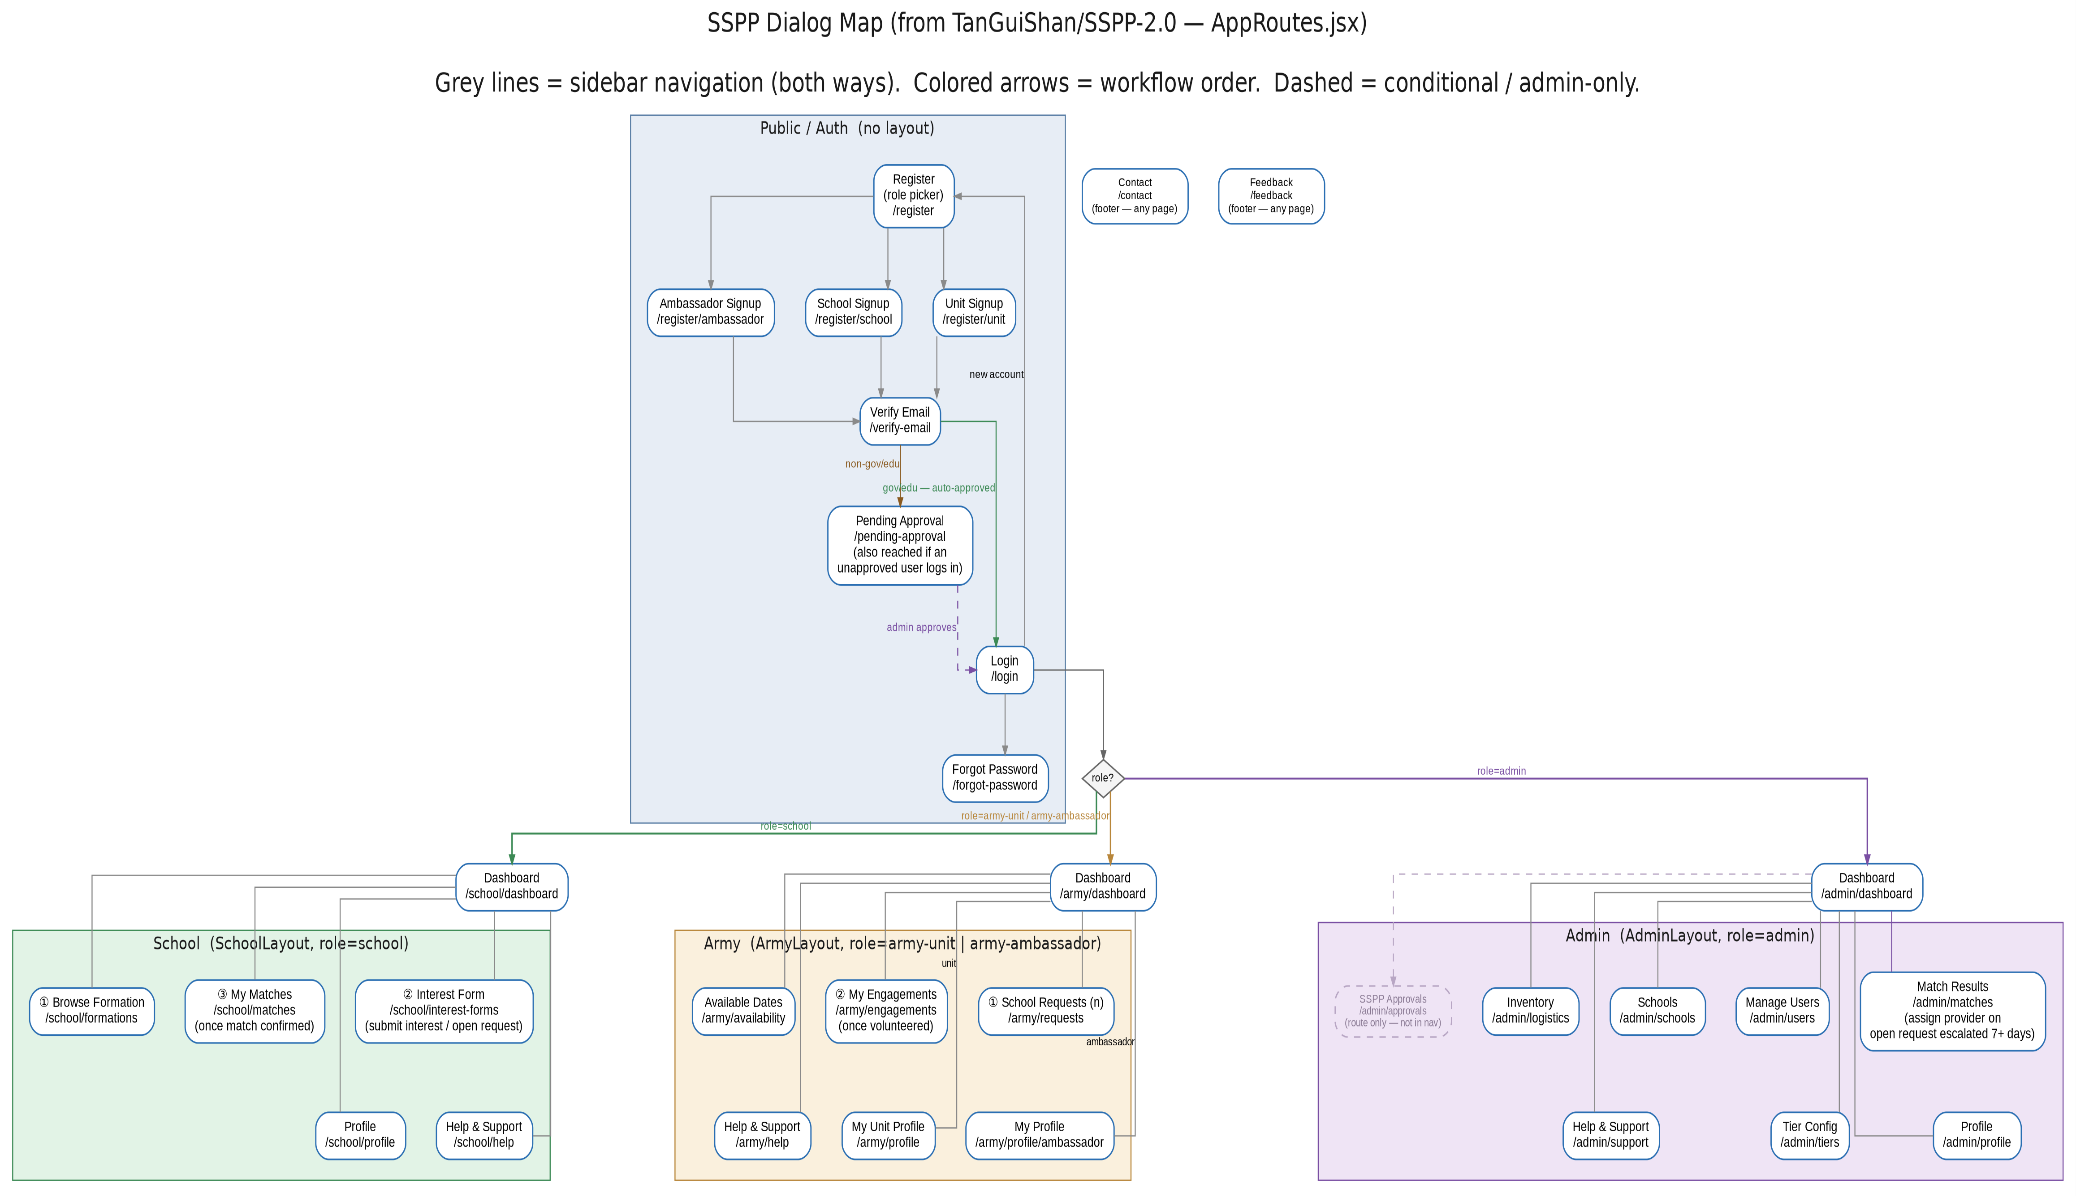 SSPP Dialog Map (from TanGuiShan/SSPP-2.0 — AppRoutes.jsx)
Grey lines = sidebar navigation (both ways).  Colored arrows = workflow order.  Dashed = conditional / admin-only.
Public / Auth  (no layout)
Register
(role picker)
/register
Contact
/contact
(footer — any page)
Feedback
/feedback
(footer — any page)
Ambassador Signup
/register/ambassador
School Signup
/register/school
Unit Signup
/register/unit
new account
Verify Email
/verify-email
non-gov/edu
gov/edu — auto-approved
Pending Approval
/pending-approval
(also reached if an
unapproved user logs in)
admin approves
Login
/login
Forgot Password
/forgot-password
role?
role=admin
role=army-unit / army-ambassador
role=school
Dashboard
/school/dashboard
Dashboard
/army/dashboard
Dashboard
/admin/dashboard
School  (SchoolLayout, role=school)
① Browse Formation
/school/formations
③ My Matches
/school/matches
(once match confirmed)
② Interest Form
/school/interest-forms
(submit interest / open request)
Profile
/school/profile
Help & Support
/school/help
Army  (ArmyLayout, role=army-unit | army-ambassador)
unit
Available Dates
/army/availability
② My Engagements
/army/engagements
(once volunteered)
① School Requests (n)
/army/requests
ambassador
Help & Support
/army/help
My Unit Profile
/army/profile
My Profile
/army/profile/ambassador
Admin  (AdminLayout, role=admin)
SSPP Approvals
/admin/approvals
(route only — not in nav)
Inventory
/admin/logistics
Schools
/admin/schools
Manage Users
/admin/users
Match Results
/admin/matches
(assign provider on
open request escalated 7+ days)
Help & Support
/admin/support
Tier Config
/admin/tiers
Profile
/admin/profile